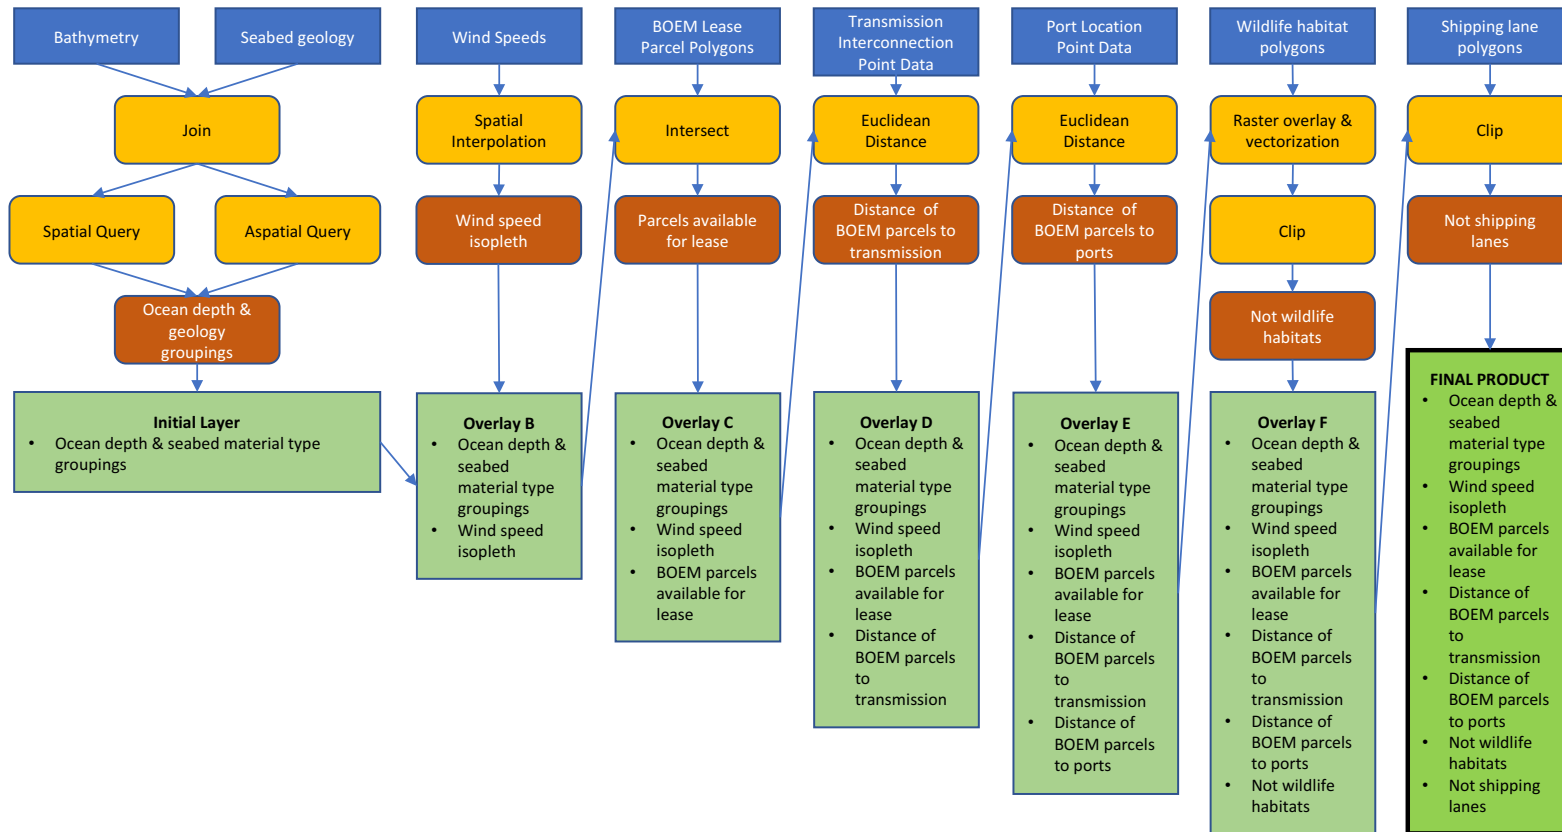 Bathymetry
Seabed geology
Join
Spatial Query
Aspatial Query
Ocean depth &
geology
groupings
Initial Layer
• Ocean depth & seabed material type
groupings
Wind Speeds
Spatial
Interpolation
Wind speed
isopleth
Overlay B
• Ocean depth &
seabed
material type
groupings
• Wind speed
isopleth
BOEM Lease
Parcel Polygons
Intersect
Parcels available
for lease
Overlay C
• Ocean depth &
seabed
material type
groupings
• Wind speed
isopleth
• BOEM parcels
available for
lease
Transmission
Interconnection
Point Data
Euclidean
Distance
Distance of
BOEM parcels to
transmission
Overlay D
• Ocean depth &
seabed
material type
groupings
• Wind speed
isopleth
• BOEM parcels
available for
lease
• Distance of
BOEM parcels
to
transmission
Port Location
Point Data
Euclidean
Distance
Distance of
BOEM parcels to
ports
Overlay E
• Ocean depth &
seabed
material type
groupings
• Wind speed
isopleth
• BOEM parcels
available for
lease
• Distance of
BOEM parcels
to
transmission
• Distance of
BOEM parcels
to ports
Wildlife habitat
polygons
Raster overlay &
vectorization
Clip
Not wildlife
habitats
Overlay F
• Ocean depth &
seabed
material type
groupings
• Wind speed
isopleth
• BOEM parcels
available for
lease
• Distance of
BOEM parcels
to
transmission
• Distance of
BOEM parcels
to ports
• Not wildlife
habitats
Shipping lane
polygons
Clip
Not shipping
lanes
FINAL PRODUCT
• Ocean depth &
seabed
material type
groupings
• Wind speed
isopleth
• BOEM parcels
available for
lease
• Distance of
BOEM parcels
to
transmission
• Distance of
BOEM parcels
to ports
• Not wildlife
habitats
• Not shipping
lanes